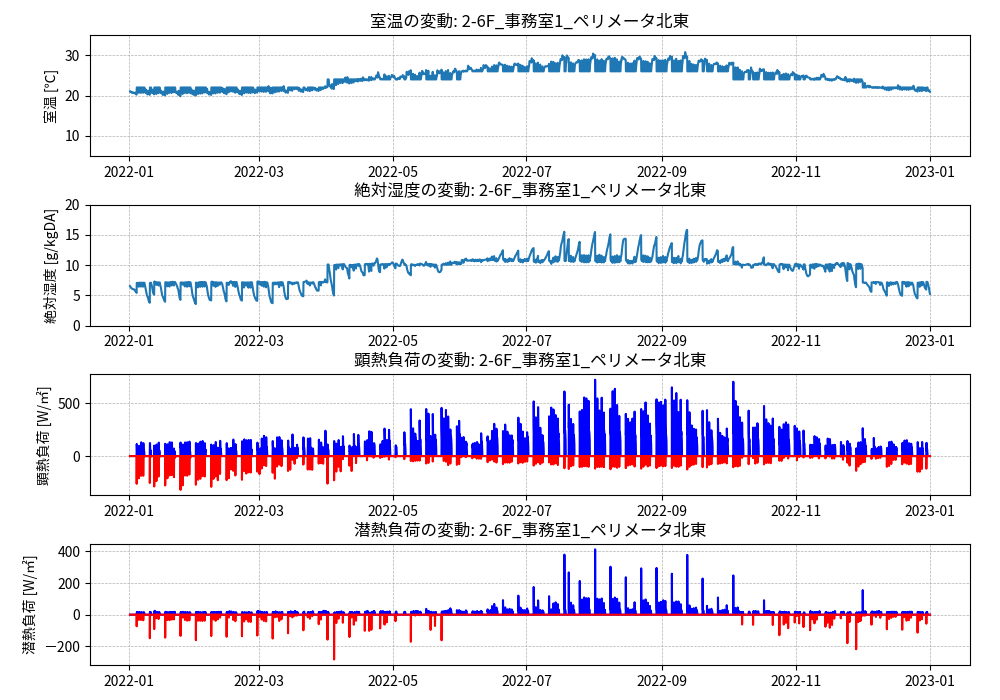 室温の変動: 2-6F_事務室1_ペリメータ北東
30
20
10
室温 [℃]
2022-01 2022-03 2022-05 2022-07 2022-09 2022-11 2023-01
絶対湿度の変動: 2-6F_事務室1_ペリメータ北東
20
15
10
5
0
絶対湿度 [g/kgDA]
2022-01 2022-03 2022-05 2022-07 2022-09 2022-11 2023-01
顕熱負荷の変動: 2-6F_事務室1_ペリメータ北東
500
0
顕熱負荷 [W/㎡]
2022-01 2022-03 2022-05 2022-07 2022-09 2022-11 2023-01
潜熱負荷の変動: 2-6F_事務室1_ペリメータ北東
400
200
0
−200
潜熱負荷 [W/㎡]
2022-01 2022-03 2022-05 2022-07 2022-09 2022-11 2023-01